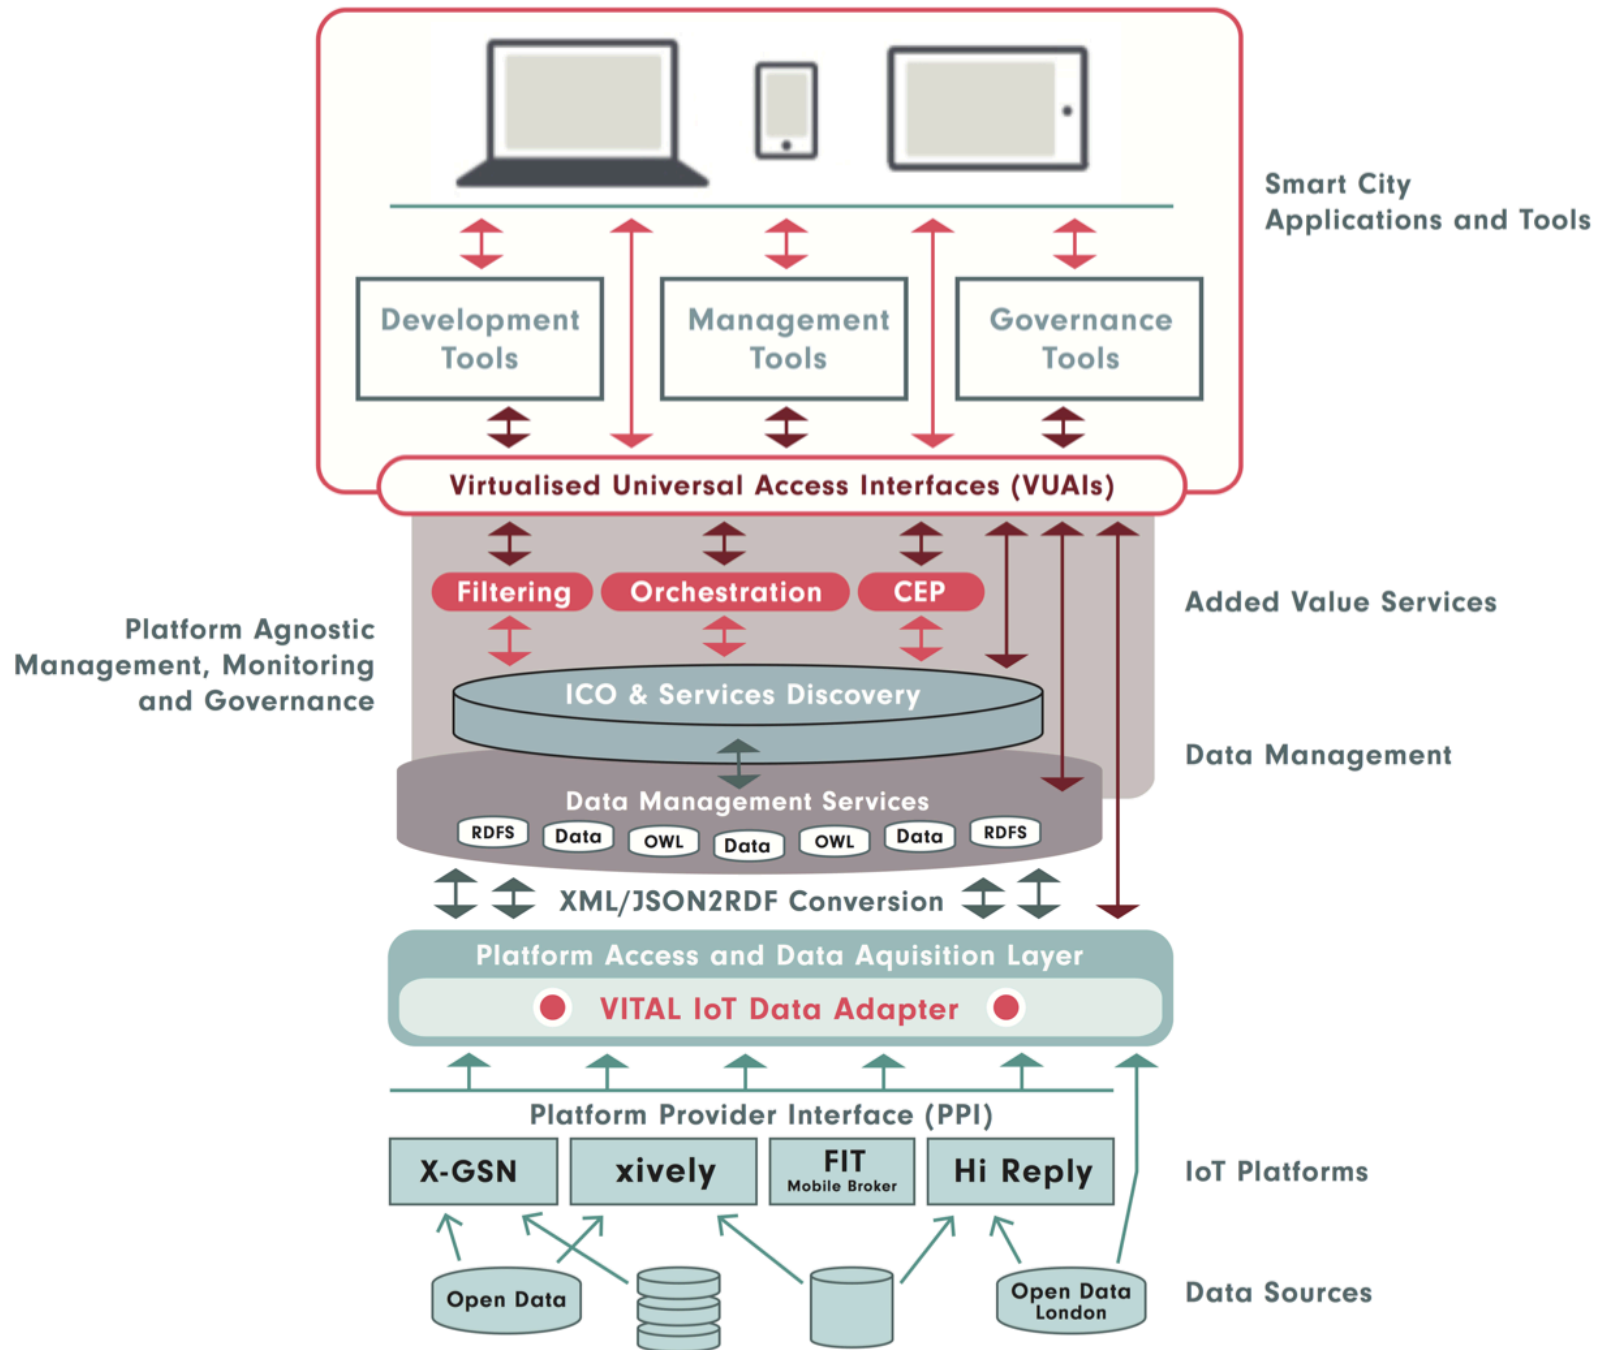 Smart City
Applications and Tools
Development
Tools
Management
Tools
Governance
Tools
Virtualised Universal Access Interfaces (VUAIs)
Filtering
Orchestration
CEP
Added Value Services
Platform Agnostic
Management, Monitoring
and Governance
ICO & Services Discovery
Data Management
Data Management Services
RDFS
Data
OWL
Data
OWL
Data
RDFS
XML/JSON2RDF Conversion
Platform Access and Data Aquisition Layer
VITAL IoT Data Adapter
Platform Provider Interface (PPI)
X-GSN
xively
FIT
Mobile Broker
Hi Reply
IoT Platforms
Open Data
Open Data
London
Data Sources